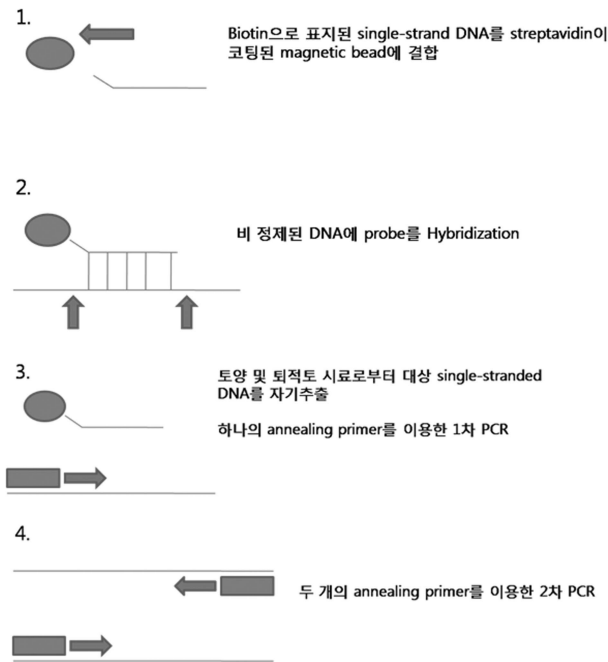 1.
Biotin으로 표지된 single-strand DNA를 streptavidin이
코팅된 magnetic bead에 결합
2.
비 정제된 DNA에 probe를 Hybridization
3.
토양 및 퇴적토 시료로부터 대상 single-stranded
DNA를 자기추출
하나의 annealing primer를 이용한 1차 PCR
4.
두 개의 annealing primer를 이용한 2차 PCR